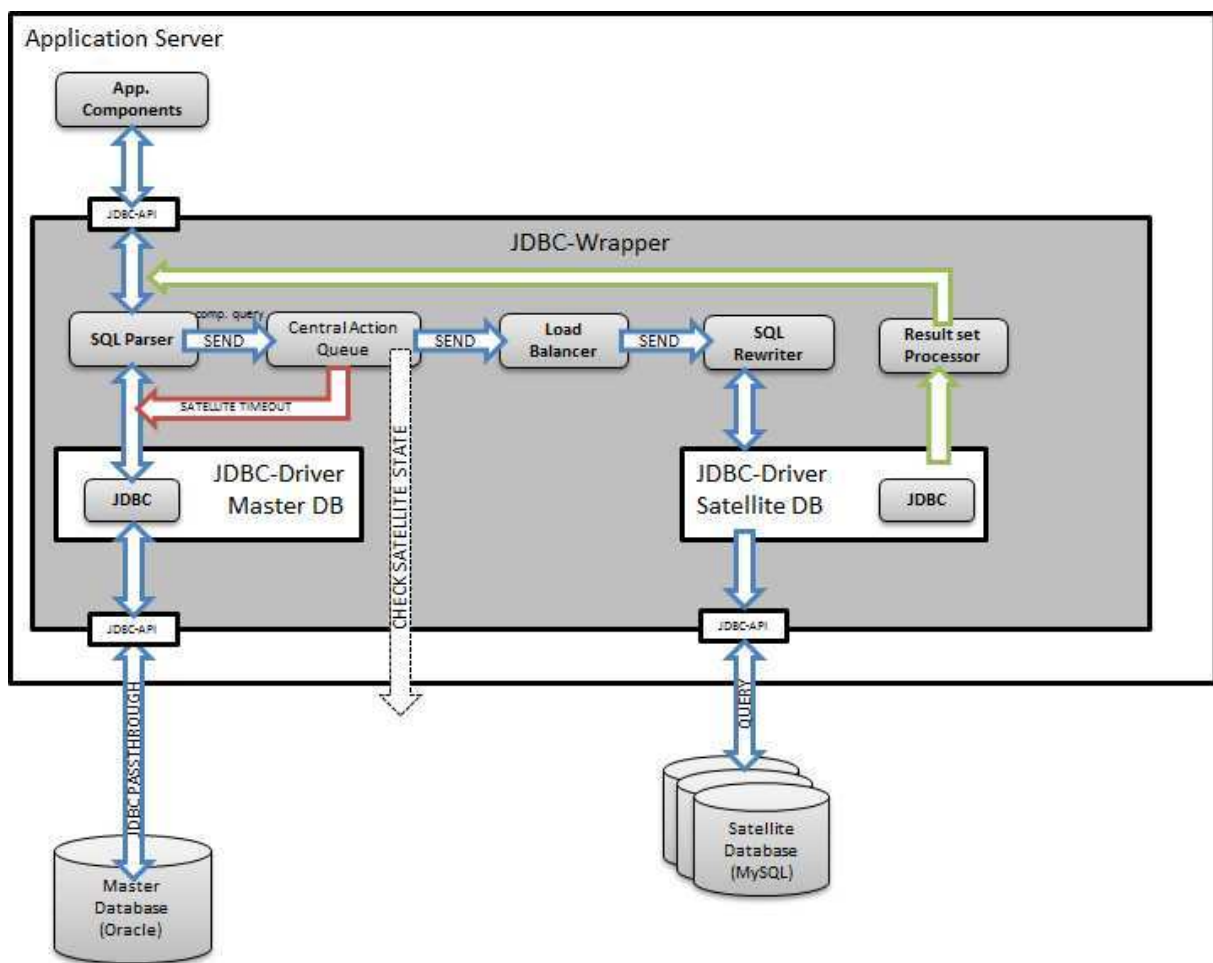 Application Server
App.
Components
JDBC-API
JDBC-Wrapper
comp. query
SQL Parser
SEND
Central Action
Queue
SEND
Load
Balancer
SEND
SQL
Rewriter
Result set
Processor
SATELLITE TIMEOUT
CHECK SATELLITE STATE
JDBC-Driver
Master DB
JDBC
JDBC-Driver
Satellite DB
JDBC
JDBC-API
JDBC-API
JDBC PASSTHROUGH
QUERY
Master
Database
(Oracle)
Satellite
Database
(MySQL)